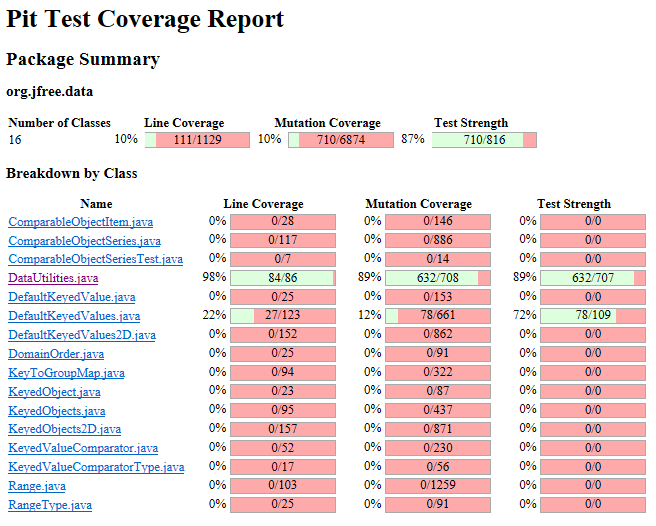 Pit Test Coverage Report
Package Summary
org.jfree.data
Number of Classes Line Coverage Mutation Coverage Test Strength
16 10% 111/1129 10% 710/6874 87% 710/816
Breakdown by Class
Name Line Coverage Mutation Coverage Test Strength
ComparableObjectItem.java 0% 0/28 0% 0/146 0% 0/0
ComparableObjectSeries.java 0% 0/117 0% 0/886 0% 0/0
ComparableObjectSeriesTest.java 0% 0/7 0% 0/14 0% 0/0
DataUtilities.java 98% 84/86 89% 632/708 89% 632/707
DefaultKeyedValue.java 0% 0/25 0% 0/153 0% 0/0
DefaultKeyedValues.java 22% 27/123 12% 78/661 72% 78/109
DefaultKeyedValues2D.java 0% 0/152 0% 0/862 0% 0/0
DomainOrder.java 0% 0/25 0% 0/91 0% 0/0
KeyToGroupMap.java 0% 0/94 0% 0/322 0% 0/0
KeyedObject.java 0% 0/23 0% 0/87 0% 0/0
KeyedObjects.java 0% 0/95 0% 0/437 0% 0/0
KeyedObjects2D.java 0% 0/157 0% 0/871 0% 0/0
KeyedValueComparator.java 0% 0/52 0% 0/230 0% 0/0
KeyedValueComparatorType.java 0% 0/17 0% 0/56 0% 0/0
Range.java 0% 0/103 0% 0/1259 0% 0/0
RangeType.java 0% 0/25 0% 0/91 0% 0/0